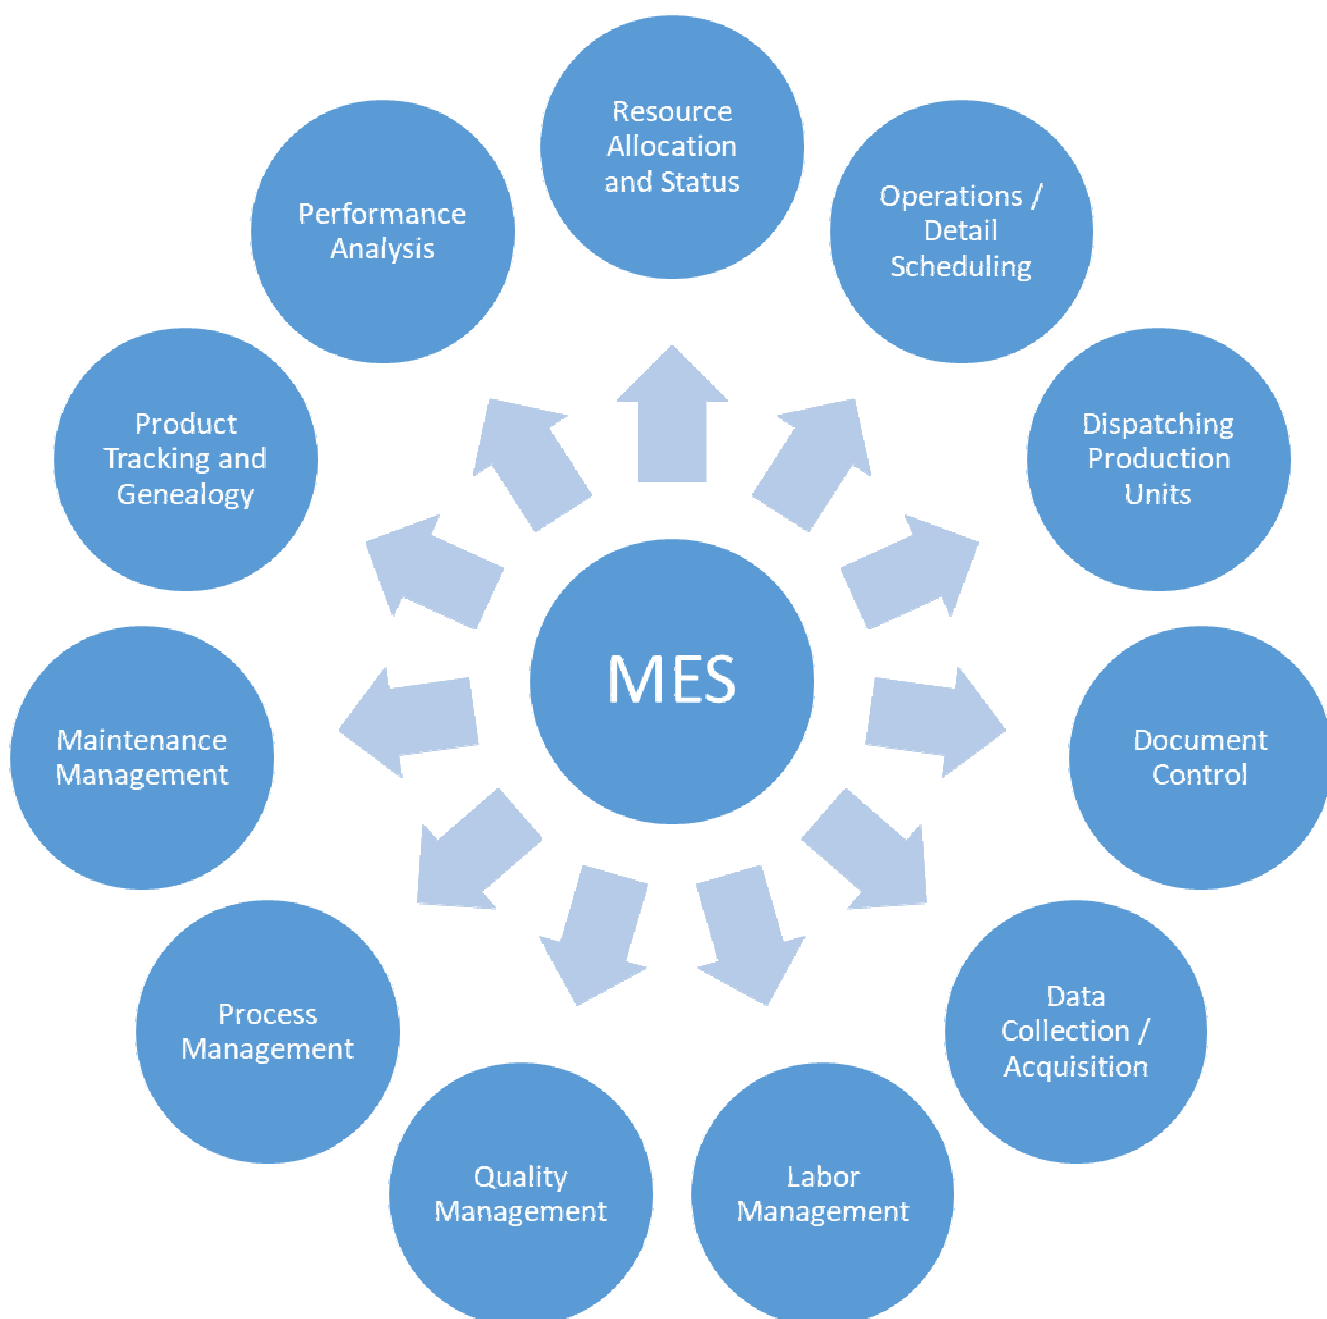 Resource
Allocation
and Status
Operations /
Detail
Scheduling
Dispatching
Production
Units
Document
Control
Data
Collection /
Acquisition
Labor
Management
Quality
Management
Process
Management
Maintenance
Management
Product
Tracking and
Genealogy
Performance
Analysis
MES